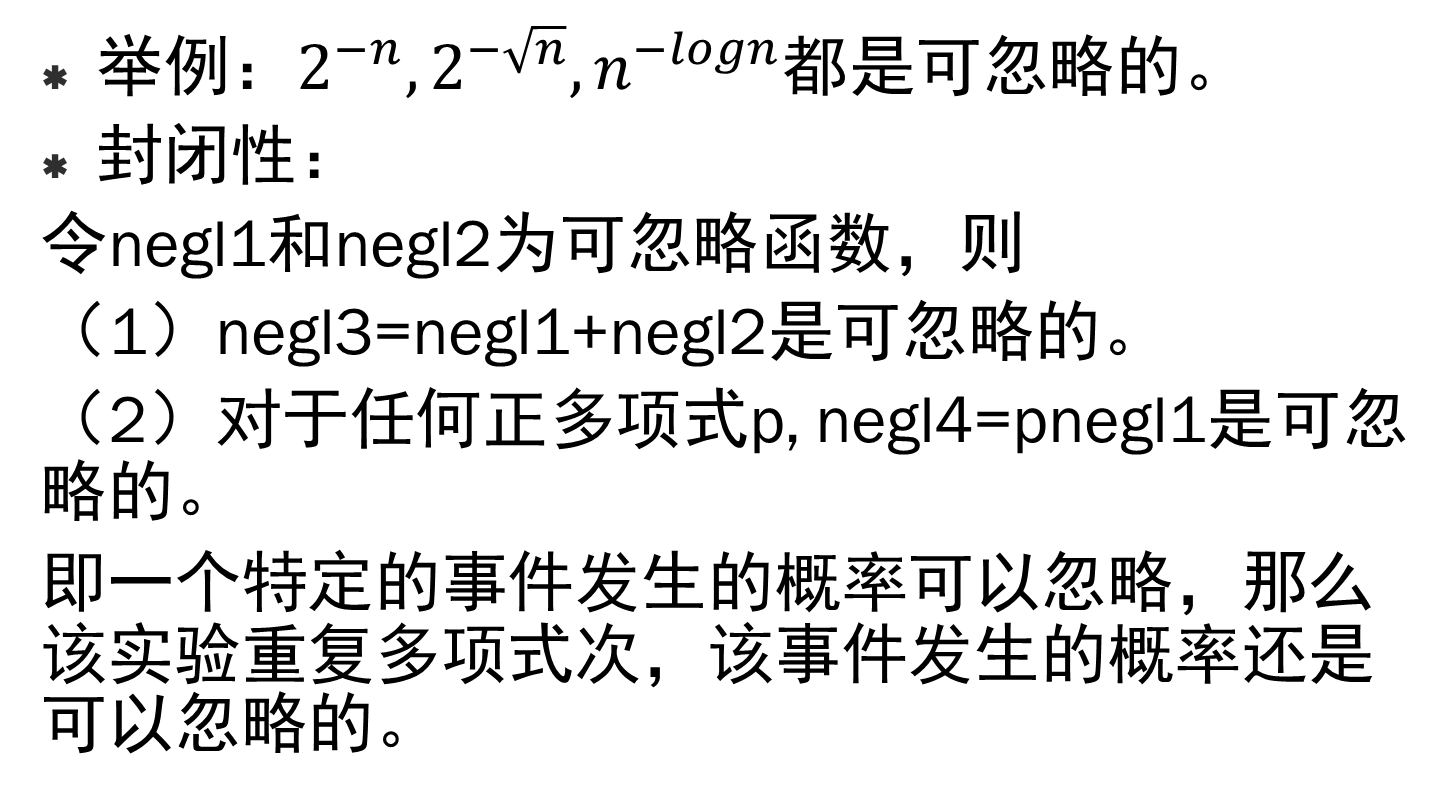 * 举例：$2^{-n}, 2^{-\sqrt{n}}, n^{-logn}$都是可忽略的。
* 封闭性：
令negl1和negl2为可忽略函数，则
（1）negl3=negl1+negl2是可忽略的。
（2）对于任何正多项式p, negl4=pnegl1是可忽
略的。
即一个特定的事件发生的概率可以忽略，那么
该实验重复多项式次，该事件发生的概率还是
可以忽略的。